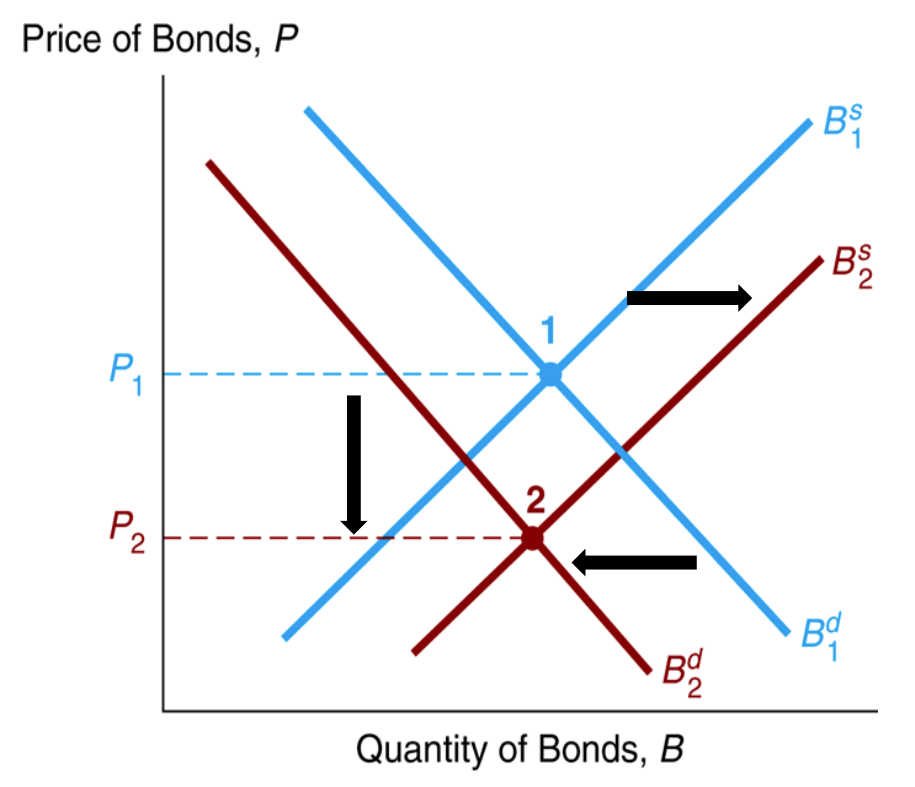 Price of Bonds, P
B₁ˢ
B₂ˢ
1
P₁
2
P₂
B₁ᵈ
B₂ᵈ
Quantity of Bonds, B